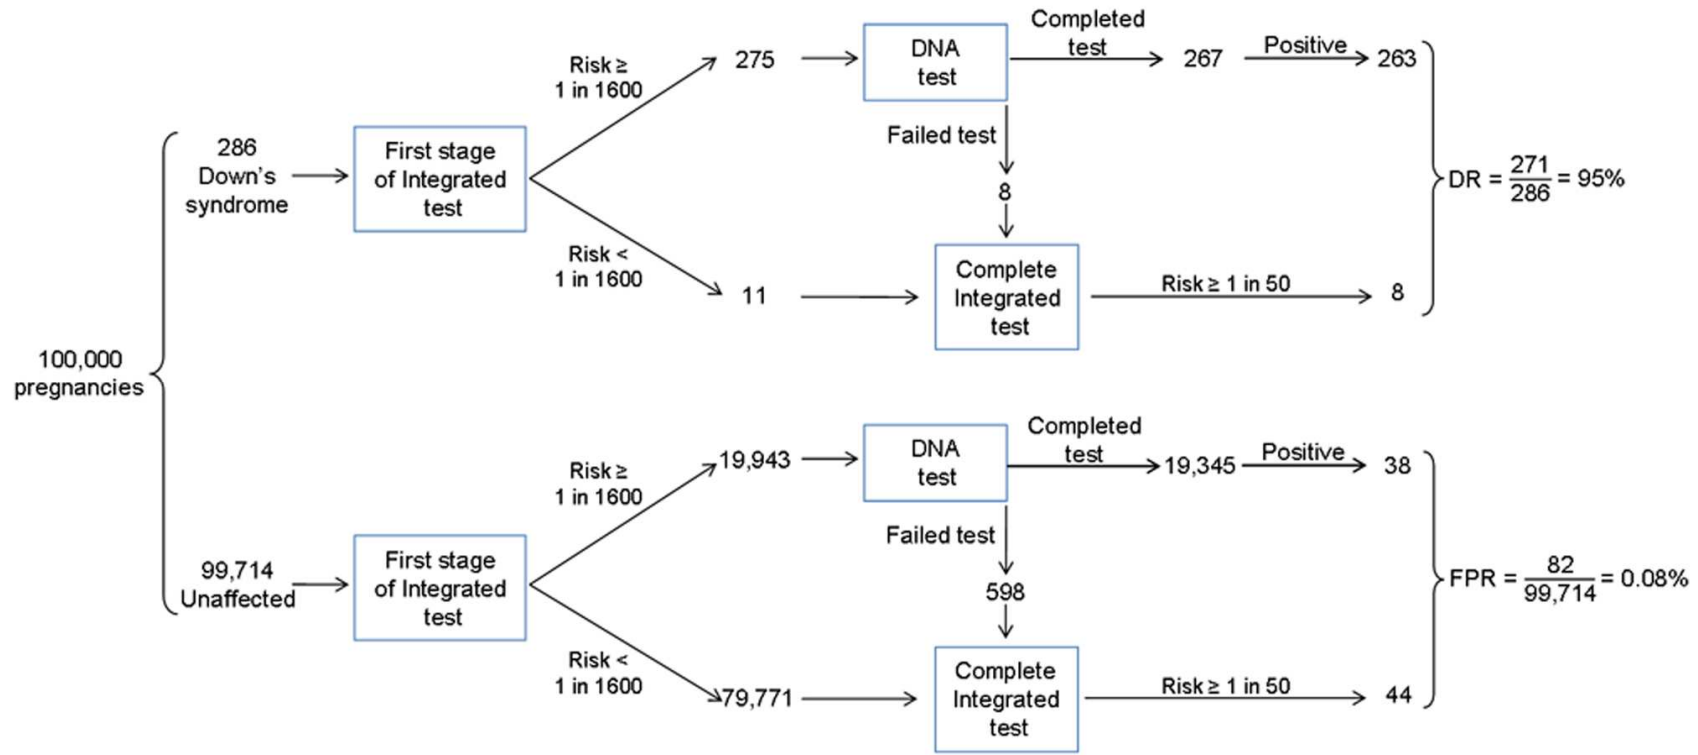 100,000
pregnancies
286
Down's
syndrome
First stage
of Integrated
test
Risk ≥
1 in 1600
275
DNA
test
Completed
test
267
Positive
263
Failed test
8
Risk <
1 in 1600
11
Complete
Integrated
test
Risk ≥ 1 in 50
8
DR = 271/286 = 95%
99,714
Unaffected
First stage
of Integrated
test
Risk ≥
1 in 1600
19,943
DNA
test
Completed
test
19,345
Positive
38
Failed test
598
Risk <
1 in 1600
79,771
Complete
Integrated
test
Risk ≥ 1 in 50
44
FPR = 82/99,714 = 0.08%